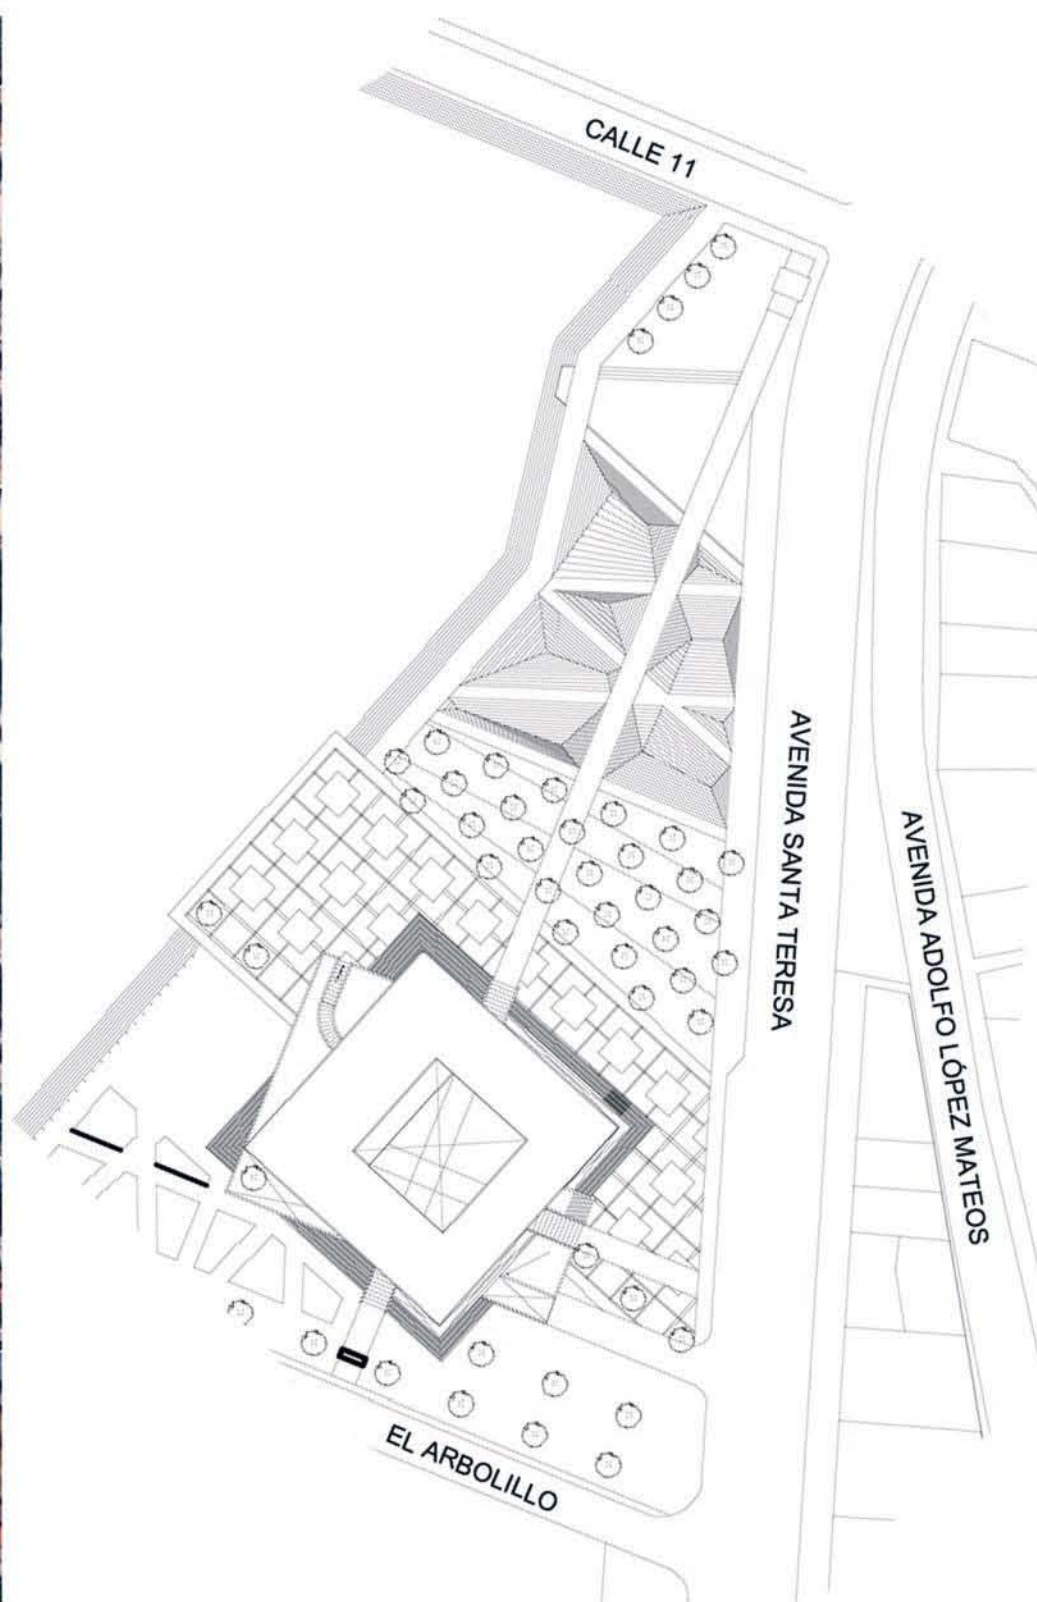 CALLE 11
AVENIDA SANTA TERESA
AVENIDA ADOLFO LÓPEZ MATEOS
EL ARBOLILLO